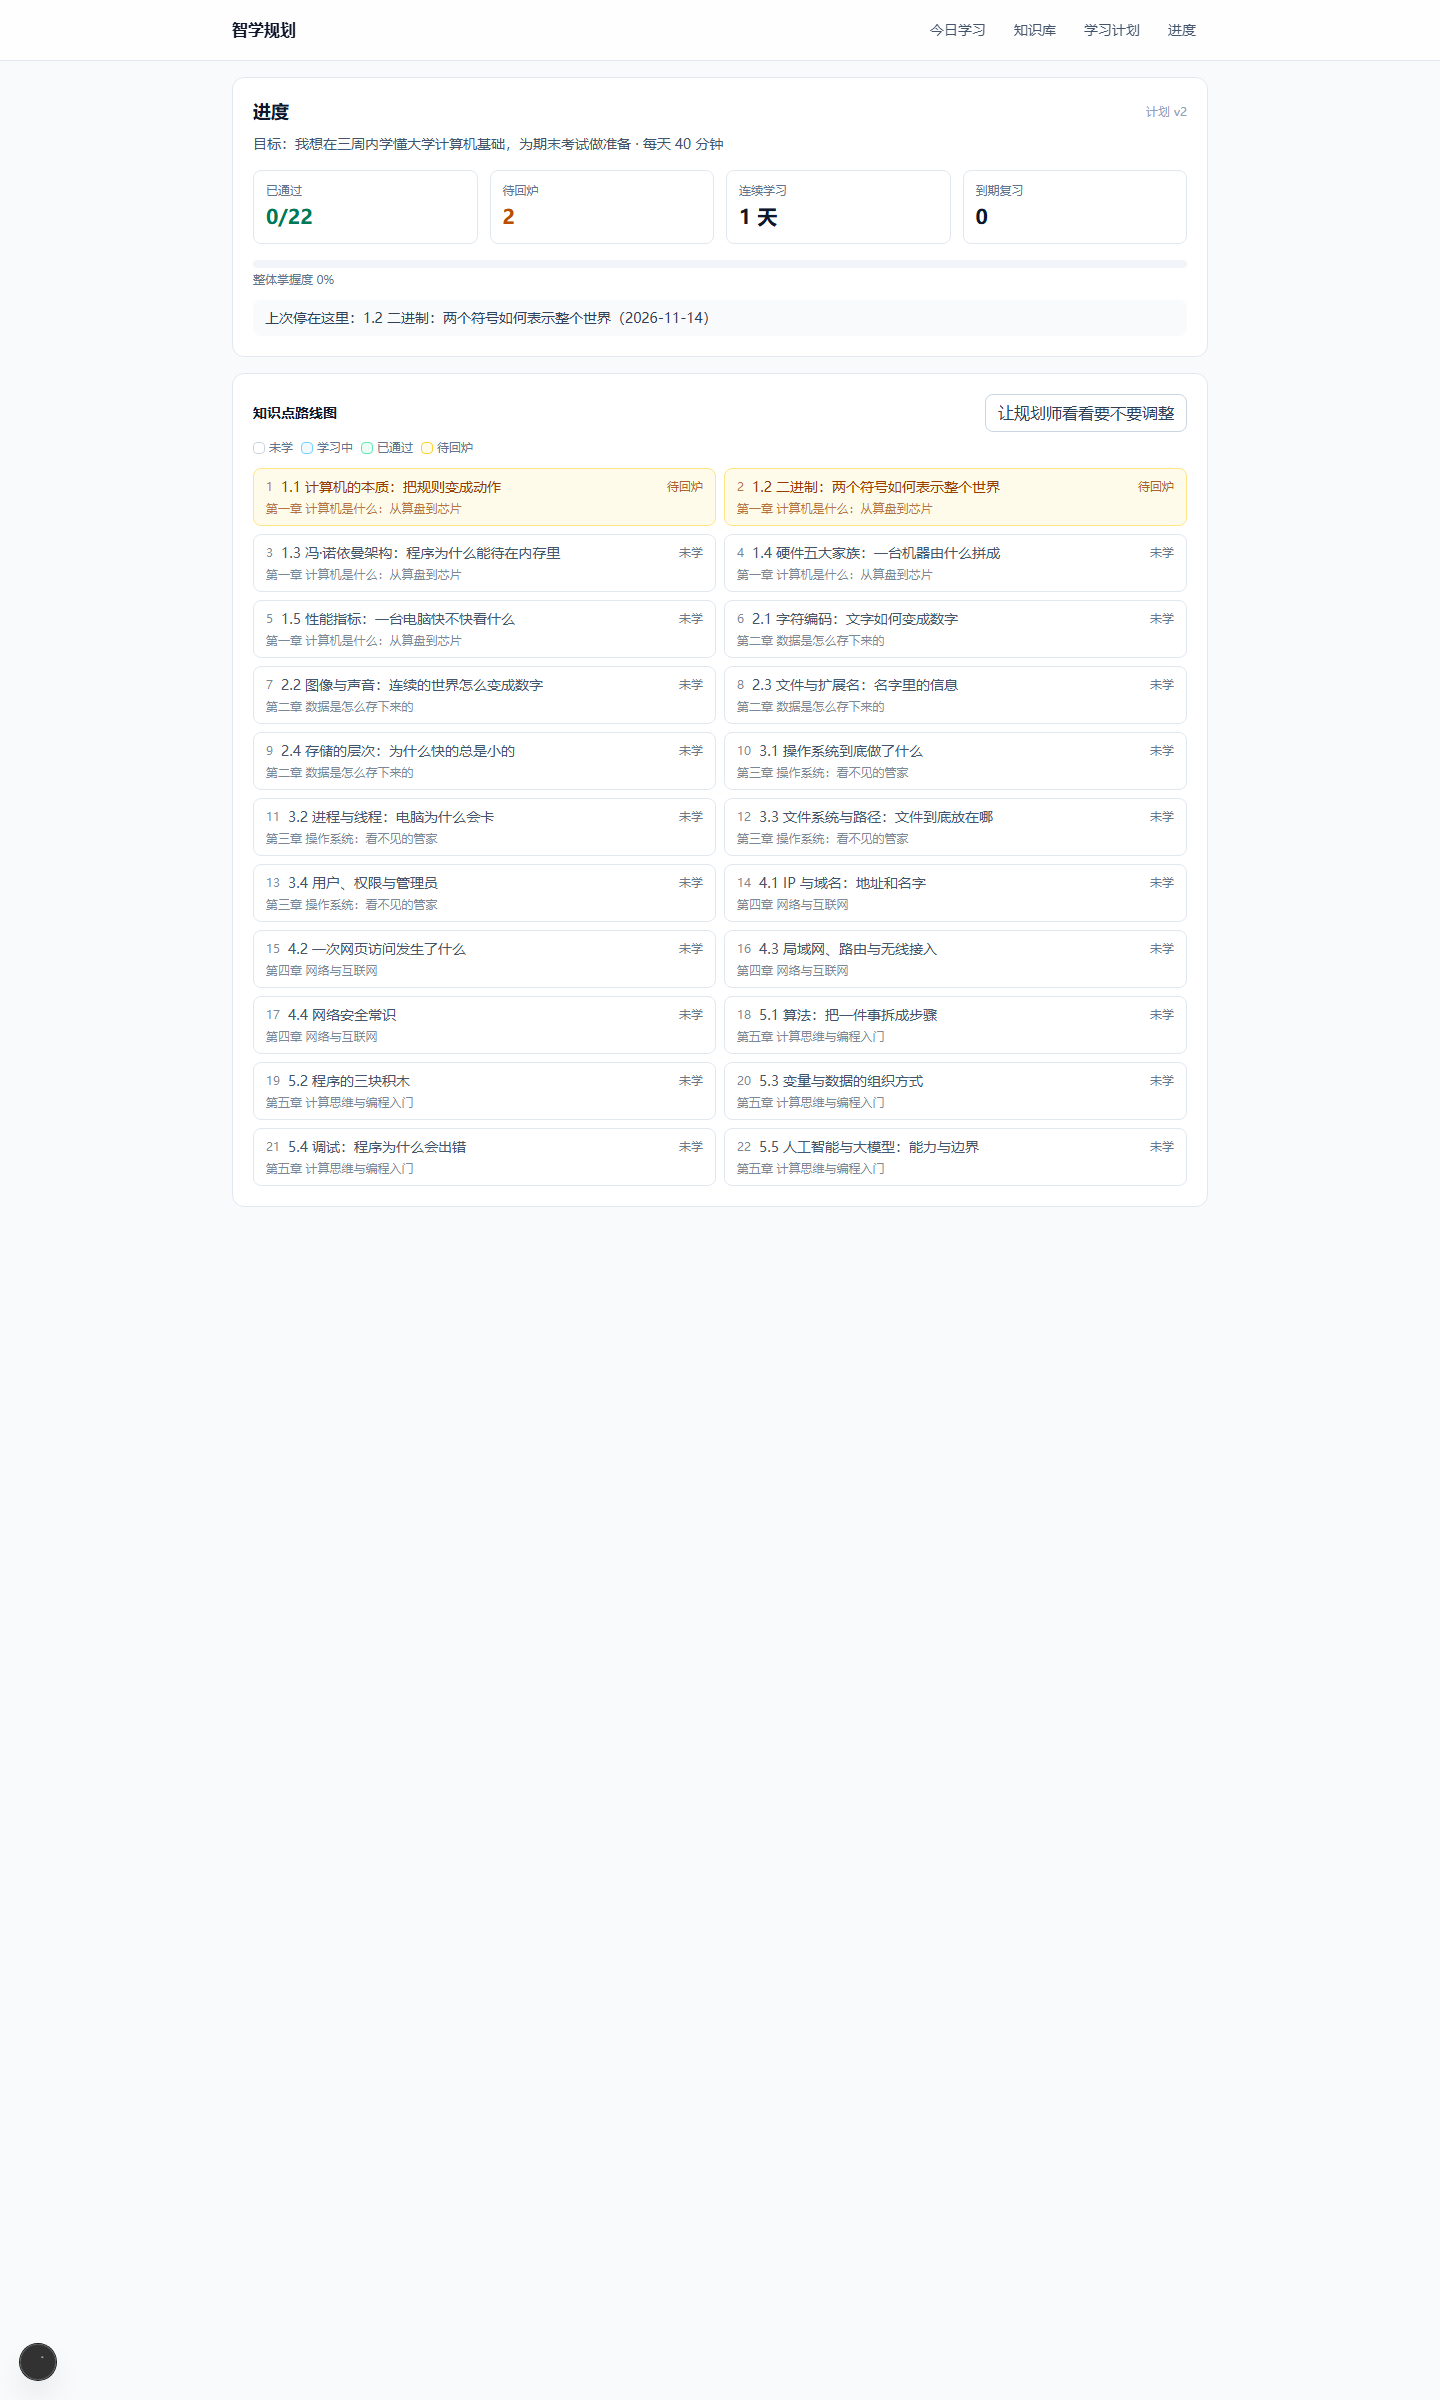 智学规划
今日学习 知识库 学习计划 进度
进度
计划 v2
目标：我想在三周内学懂大学计算机基础，为期末考试做准备 · 每天 40 分钟
已通过
0/22
待回炉
2
连续学习
1 天
到期复习
0
整体掌握度 0%
上次停在这里：1.2 二进制：两个符号如何表示整个世界（2026-11-14）
知识点路线图
让规划师看看要不要调整
未学 学习中 已通过 待回炉
1 1.1 计算机的本质：把规则变成动作 待回炉
第一章 计算机是什么：从算盘到芯片
2 1.2 二进制：两个符号如何表示整个世界 待回炉
第一章 计算机是什么：从算盘到芯片
3 1.3 冯·诺依曼架构：程序为什么能待在内存里 未学
第一章 计算机是什么：从算盘到芯片
4 1.4 硬件五大家族：一台机器由什么拼成 未学
第一章 计算机是什么：从算盘到芯片
5 1.5 性能指标：一台电脑快不快看什么 未学
第一章 计算机是什么：从算盘到芯片
6 2.1 字符编码：文字如何变成数字 未学
第二章 数据是怎么存下来的
7 2.2 图像与声音：连续的世界怎么变成数字 未学
第二章 数据是怎么存下来的
8 2.3 文件与扩展名：名字里的信息 未学
第二章 数据是怎么存下来的
9 2.4 存储的层次：为什么快的总是小的 未学
第二章 数据是怎么存下来的
10 3.1 操作系统到底做了什么 未学
第三章 操作系统：看不见的管家
11 3.2 进程与线程：电脑为什么会卡 未学
第三章 操作系统：看不见的管家
12 3.3 文件系统与路径：文件到底放在哪 未学
第三章 操作系统：看不见的管家
13 3.4 用户、权限与管理员 未学
第三章 操作系统：看不见的管家
14 4.1 IP 与域名：地址和名字 未学
第四章 网络与互联网
15 4.2 一次网页访问发生了什么 未学
第四章 网络与互联网
16 4.3 局域网、路由与无线接入 未学
第四章 网络与互联网
17 4.4 网络安全常识 未学
第四章 网络与互联网
18 5.1 算法：把一件事拆成步骤 未学
第五章 计算思维与编程入门
19 5.2 程序的三块积木 未学
第五章 计算思维与编程入门
20 5.3 变量与数据的组织方式 未学
第五章 计算思维与编程入门
21 5.4 调试：程序为什么会出错 未学
第五章 计算思维与编程入门
22 5.5 人工智能与大模型：能力与边界 未学
第五章 计算思维与编程入门